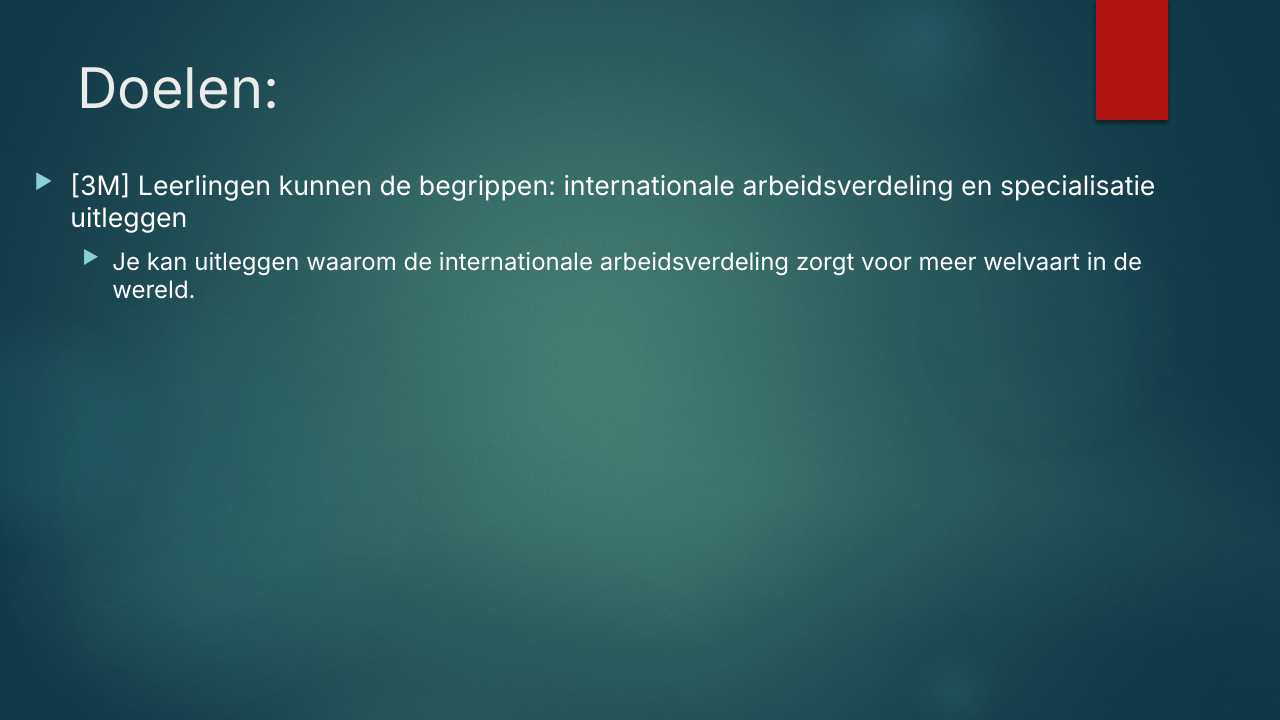 Doelen:
[3M] Leerlingen kunnen de begrippen: internationale arbeidsverdeling en specialisatie
uitleggen
Je kan uitleggen waarom de internationale arbeidsverdeling zorgt voor meer welvaart in de
wereld.